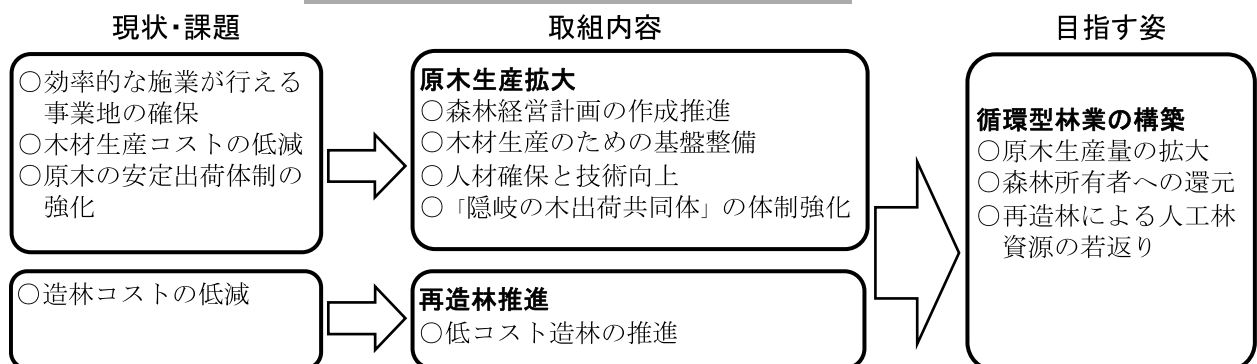 現状・課題
○効率的な施業が行える
事業地の確保
○木材生産コストの低減
○原木の安定出荷体制の
強化
○造林コストの低減
取組内容
原木生産拡大
○森林経営計画の作成推進
○木材生産のための基盤整備
○人材確保と技術向上
○「隠岐の木出荷共同体」の体制強化
再造林推進
○低コスト造林の推進
目指す姿
循環型林業の構築
○原木生産量の拡大
○森林所有者への還元
○再造林による人工林
資源の若返り